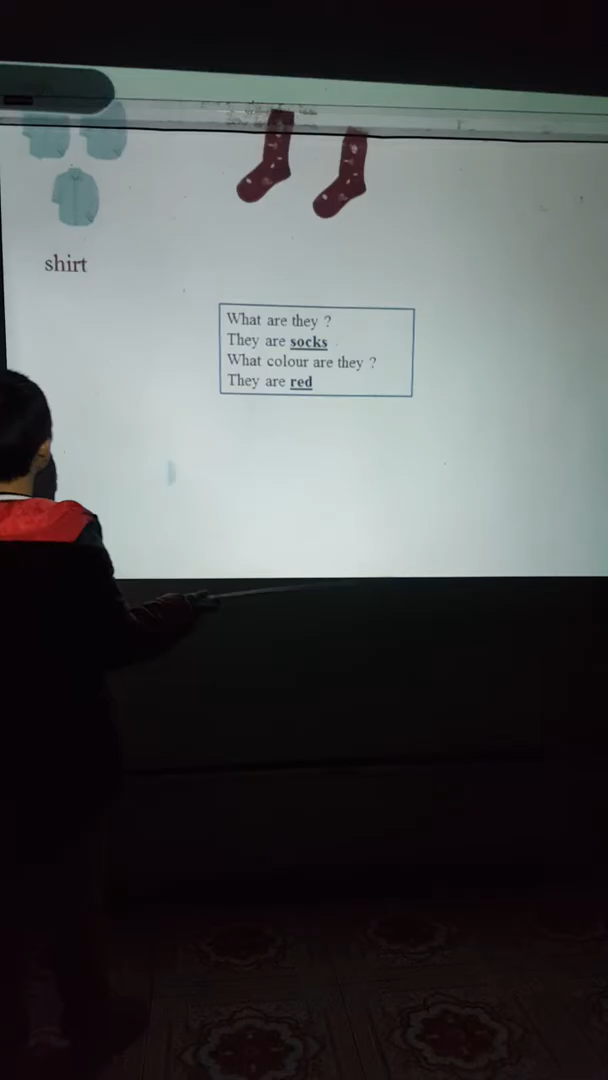 shirt
What are they ?
They are socks
What colour are they ?
They are red